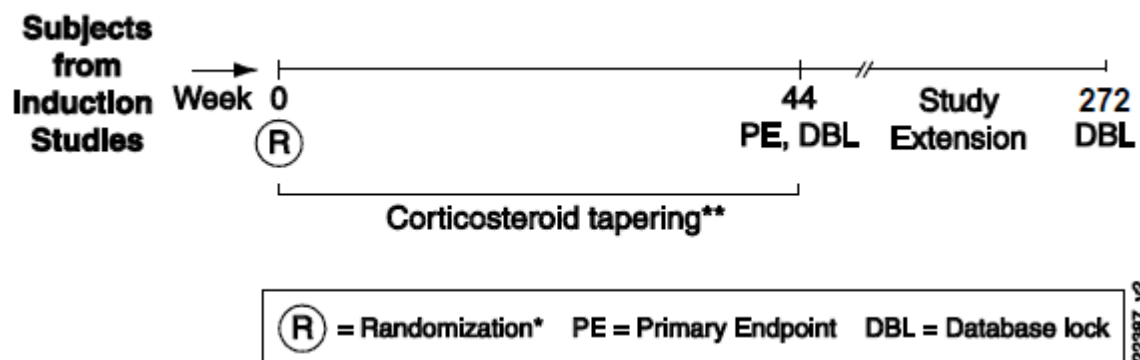 Subjects
from
Induction
Studies
Week 0 44 Study 272
R PE, DBL Extension DBL
Corticosteroid tapering**
R = Randomization* PE = Primary Endpoint DBL = Database lock